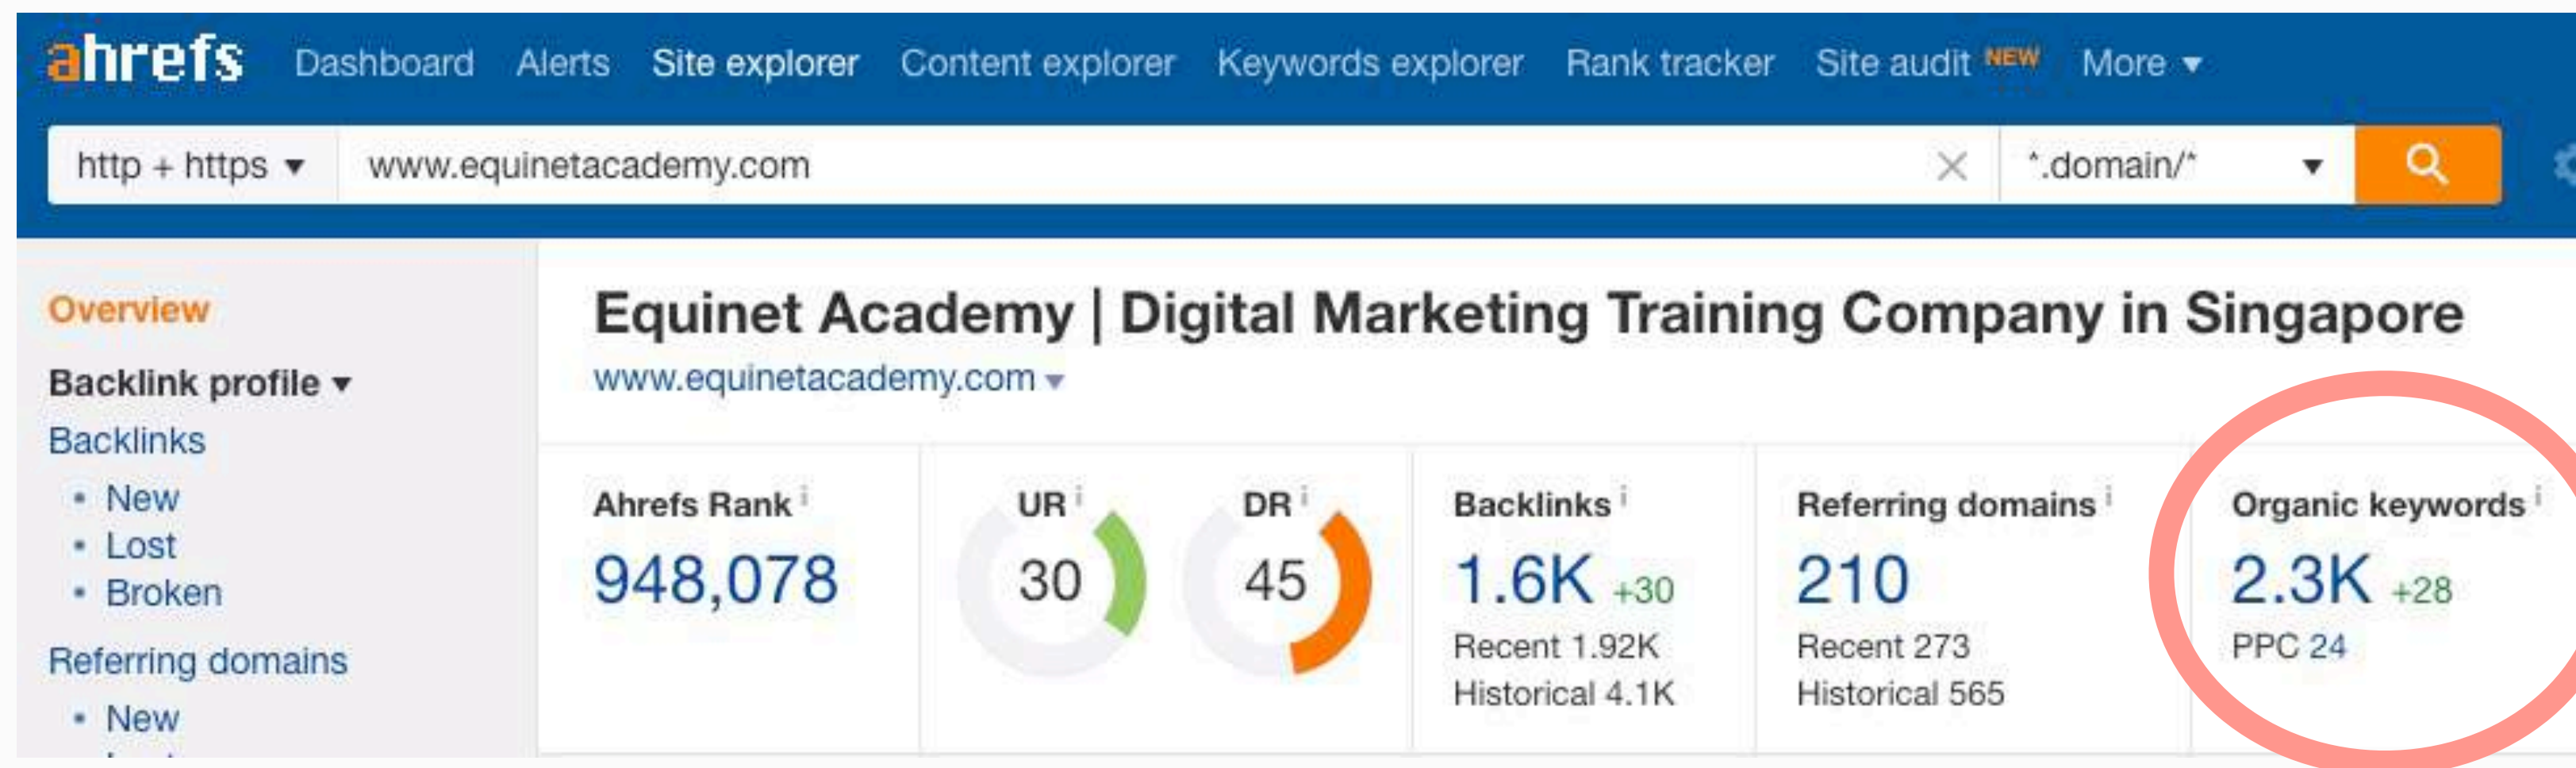 ahrefs Dashboard Alerts Site explorer Content explorer Keywords explorer Rank tracker Site audit NEW More ▼
http + https ▼ www.equinetacademy.com × *.domain/* ▼
Overview
Backlink profile ▼
Backlinks
• New
• Lost
• Broken
Referring domains
• New
Equinet Academy | Digital Marketing Training Company in Singapore
www.equinetacademy.com ▼
Ahrefs Rank i
948,078
UR i
30
DR i
45
Backlinks i
1.6K +30
Recent 1.92K
Historical 4.1K
Referring domains i
210
Recent 273
Historical 565
Organic keywords i
2.3K +28
PPC 24